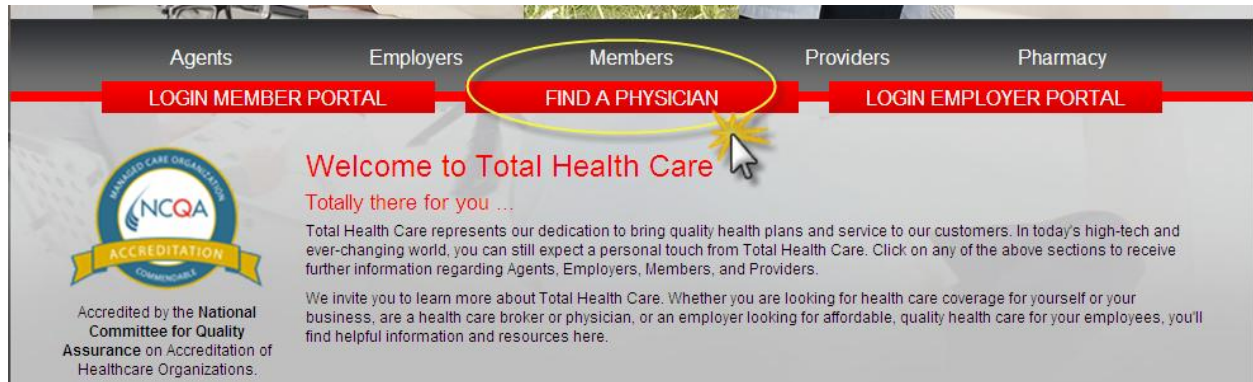 Agents Employers Members Providers Pharmacy
LOGIN MEMBER PORTAL FIND A PHYSICIAN LOGIN EMPLOYER PORTAL
MANAGED CARE ORGANIZATION
NCQA
ACCREDITATION
COMMENDABLE
Accredited by the National
Committee for Quality
Assurance on Accreditation of
Healthcare Organizations.
Welcome to Total Health Care
Totally there for you ...
Total Health Care represents our dedication to bring quality health plans and service to our customers. In today's high-tech and
ever-changing world, you can still expect a personal touch from Total Health Care. Click on any of the above sections to receive
further information regarding Agents, Employers, Members, and Providers.
We invite you to learn more about Total Health Care. Whether you are looking for health care coverage for yourself or your
business, are a health care broker or physician, or an employer looking for affordable, quality health care for your employees, you'll
find helpful information and resources here.